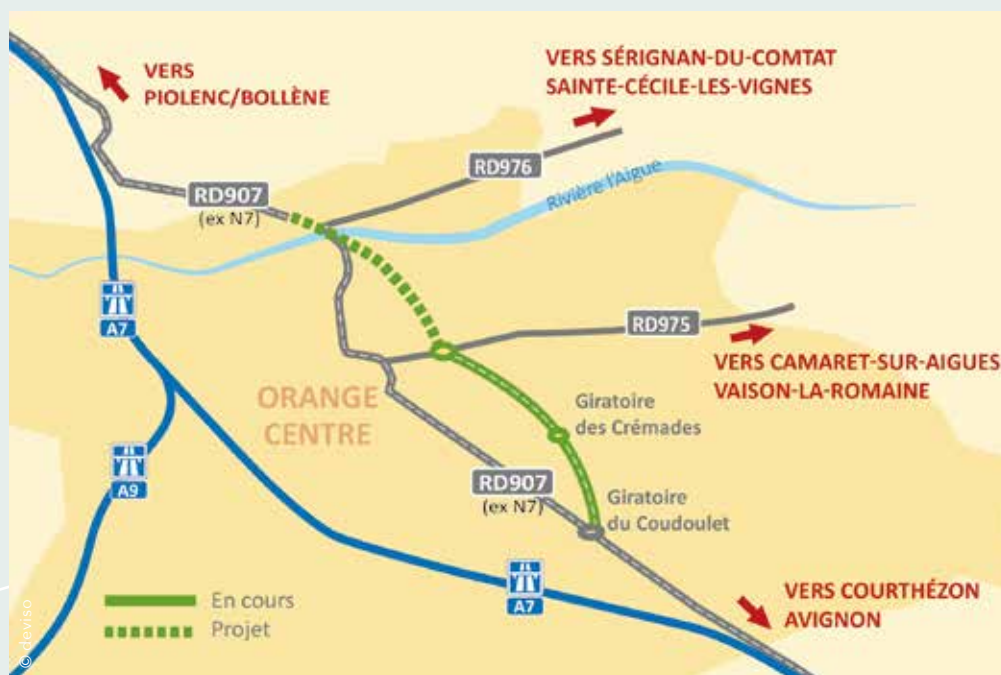 VERS
PIOLENC/BOLLÈNE
VERS SÉRIGNAN-DU-COMTAT
SAINTE-CÉCILE-LES-VIGNES
RD976
RD907
(ex N7)
Rivière l'Aigue
A7
RD975
VERS CAMARET-SUR-AIGUES
VAISON-LA-ROMAINE
ORANGE
CENTRE
Giratoire
des Crémades
A9
RD907
(ex N7)
Giratoire
du Coudoulet
A7
VERS COURTHÉZON
AVIGNON
En cours
Projet
© deviso